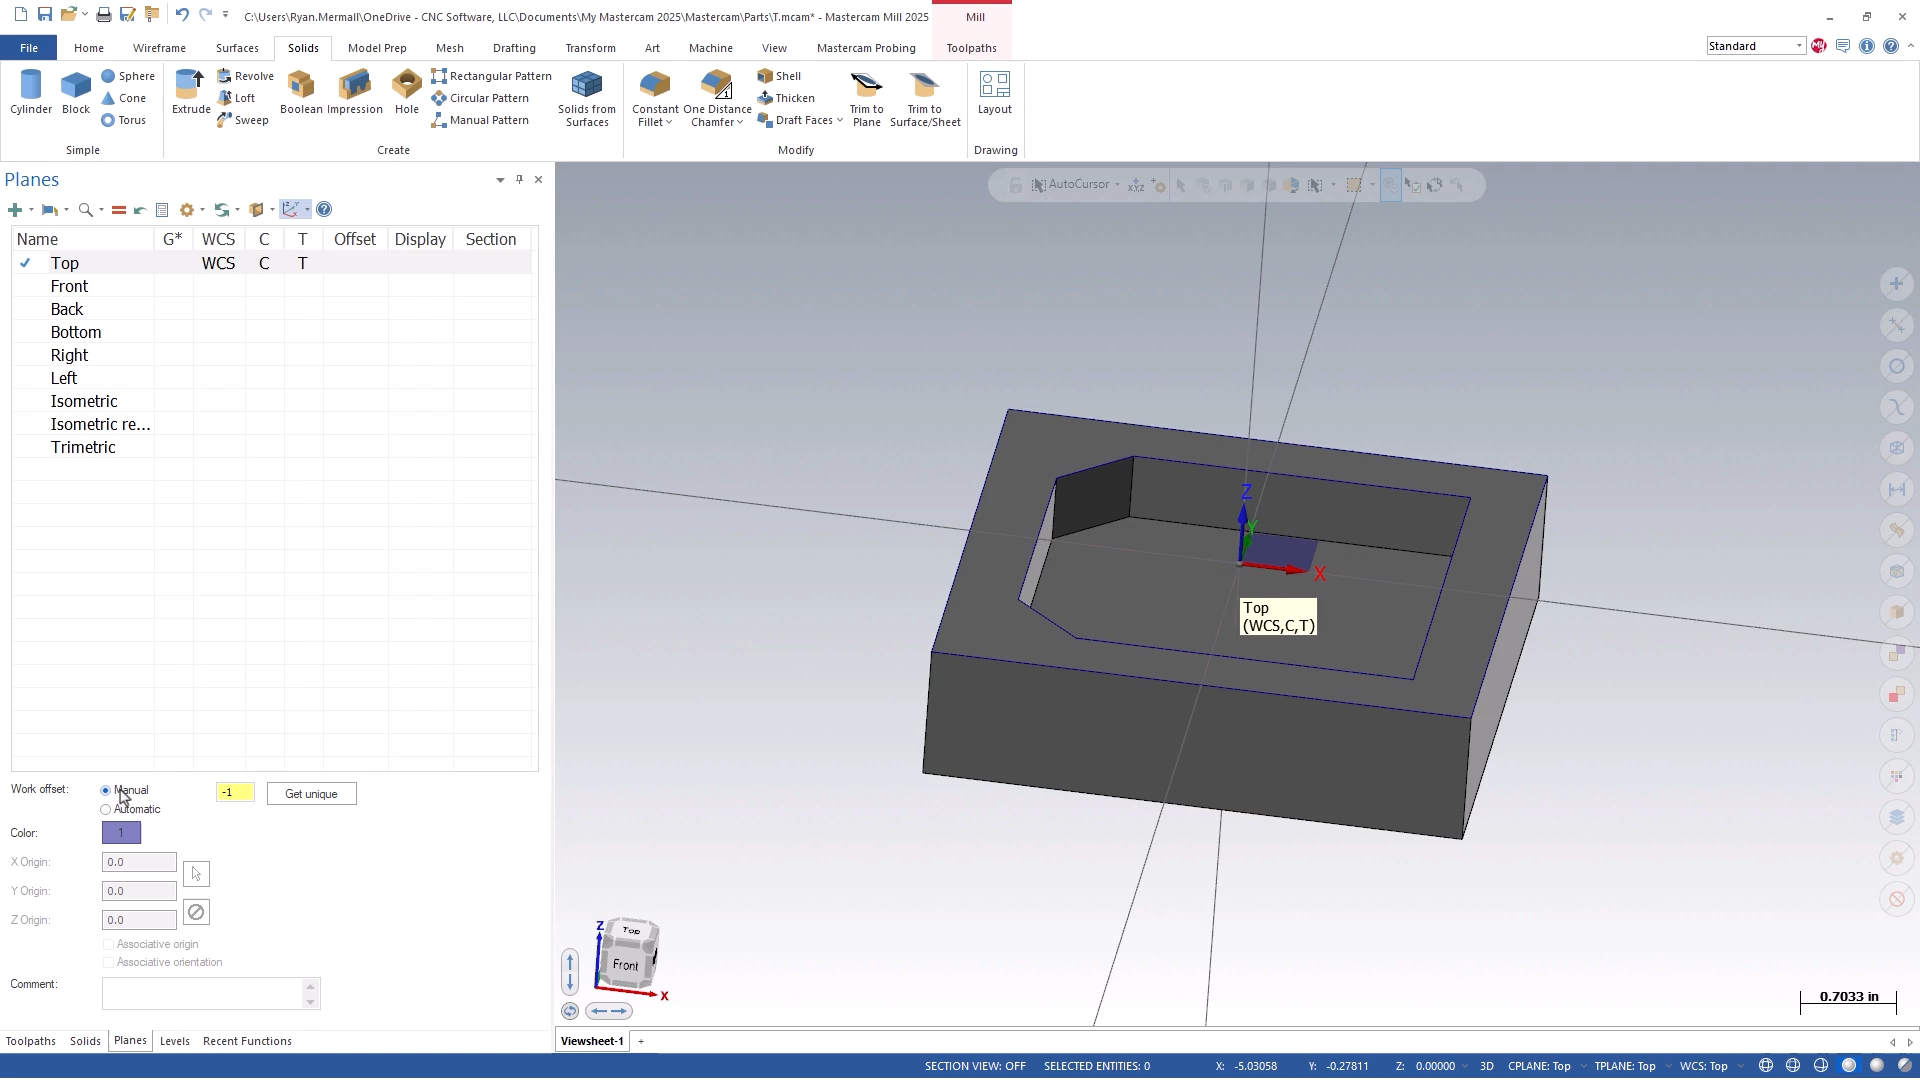 C:\Users\Ryan.Mermall\OneDrive - CNC Software, LLC\Documents\My Mastercam 2025\Mastercam\Parts\T.mcam* - Mastercam Mill 2025
Mill
File Home Wireframe Surfaces Solids Model Prep Mesh Drafting Transform Art Machine View Mastercam Probing Toolpaths
Standard
Cylinder Block Sphere Cone Torus
Simple
Extrude Revolve Loft Sweep Boolean Impression Hole Rectangular Pattern Circular Pattern Manual Pattern Solids from Surfaces
Create
Constant Fillet One Distance Chamfer Shell Thicken Draft Faces Trim to Plane Trim to Surface/Sheet
Modify
Layout
Drawing
Planes
AutoCursor
Name G* WCS C T Offset Display Section
Top WCS C T
Front
Back
Bottom
Right
Left
Isometric
Isometric re...
Trimetric
Z
Y
X
Top
(WCS,C,T)
Work offset: Manual -1 Get unique
Automatic
Color: 1
X Origin: 0.0
Y Origin: 0.0
Z Origin: 0.0
Associative origin
Associative orientation
Comment:
Z
Top
Front
X
0.7033 in
Toolpaths Solids Planes Levels Recent Functions
Viewsheet-1 +
SECTION VIEW: OFF SELECTED ENTITIES: 0 X: -5.03058 Y: -0.27811 Z: 0.00000 3D CPLANE: Top TPLANE: Top WCS: Top